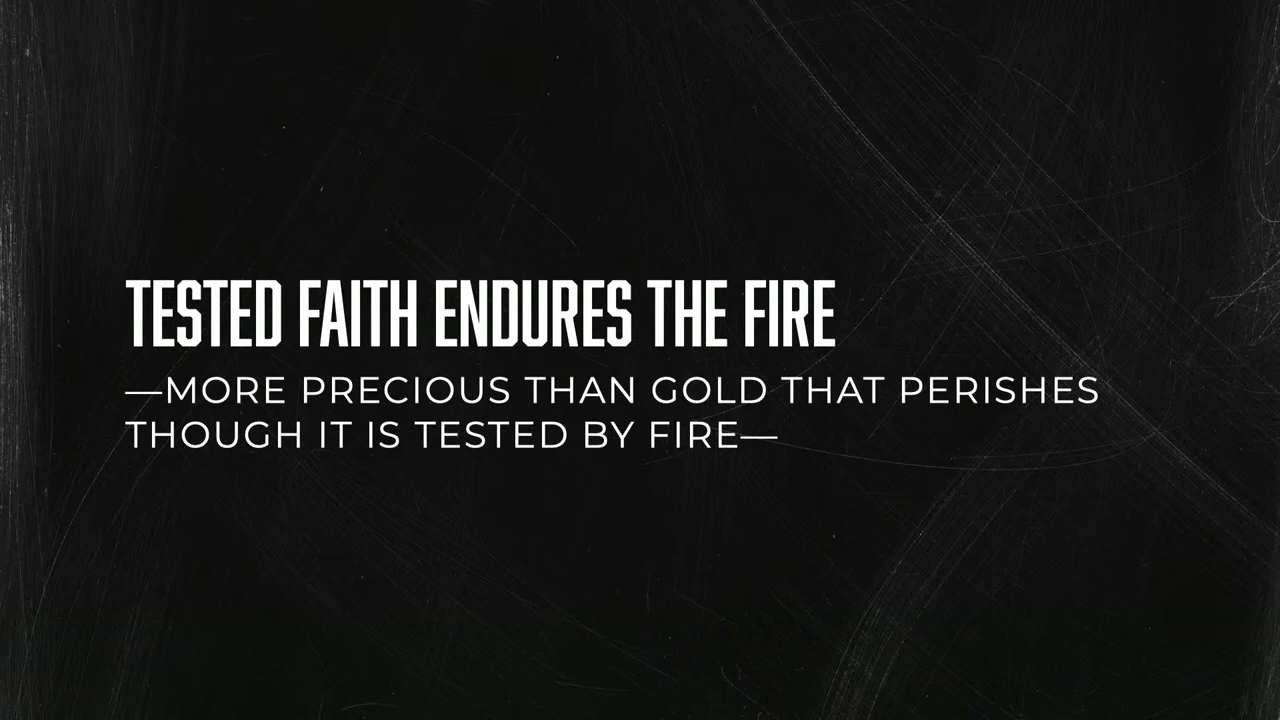 TESTED FAITH ENDURES THE FIRE
—MORE PRECIOUS THAN GOLD THAT PERISHES
THOUGH IT IS TESTED BY FIRE—